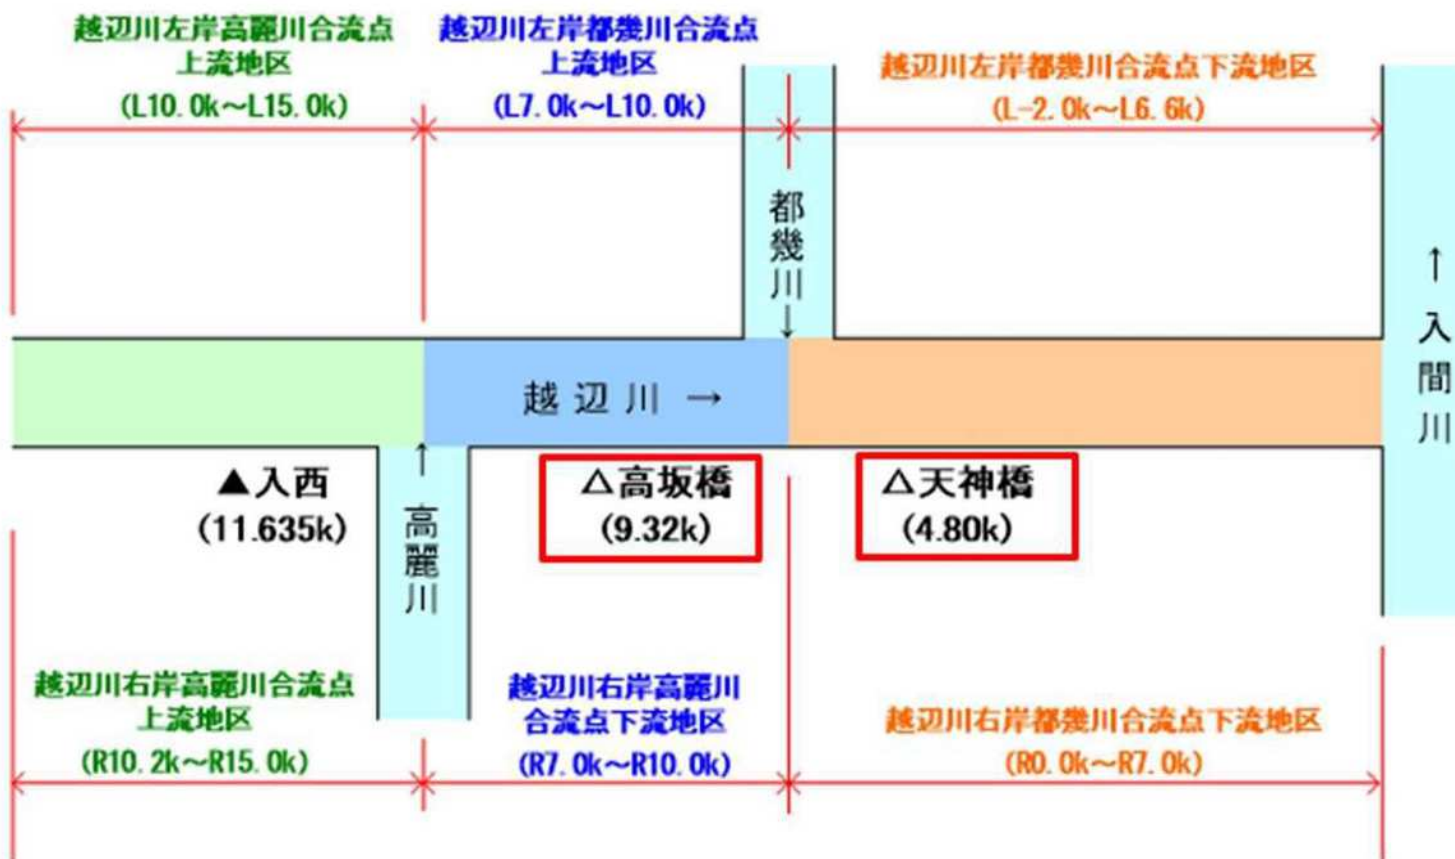 越辺川左岸高麗川合流点
上流地区
(L10.0k～L15.0k)
越辺川左岸都幾川合流点
上流地区
(L7.0k～L10.0k)
越辺川左岸都幾川合流点下流地区
(L-2.0k～L6.6k)
都幾川→
→入間川
越辺川→
▲入西
(11.635k)
→高麗川
△高坂橋
(9.32k)
△天神橋
(4.80k)
越辺川右岸高麗川合流点
上流地区
(R10.2k～R15.0k)
越辺川右岸高麗川
合流点下流地区
(R7.0k～R10.0k)
越辺川右岸都幾川合流点下流地区
(R0.0k～R7.0k)